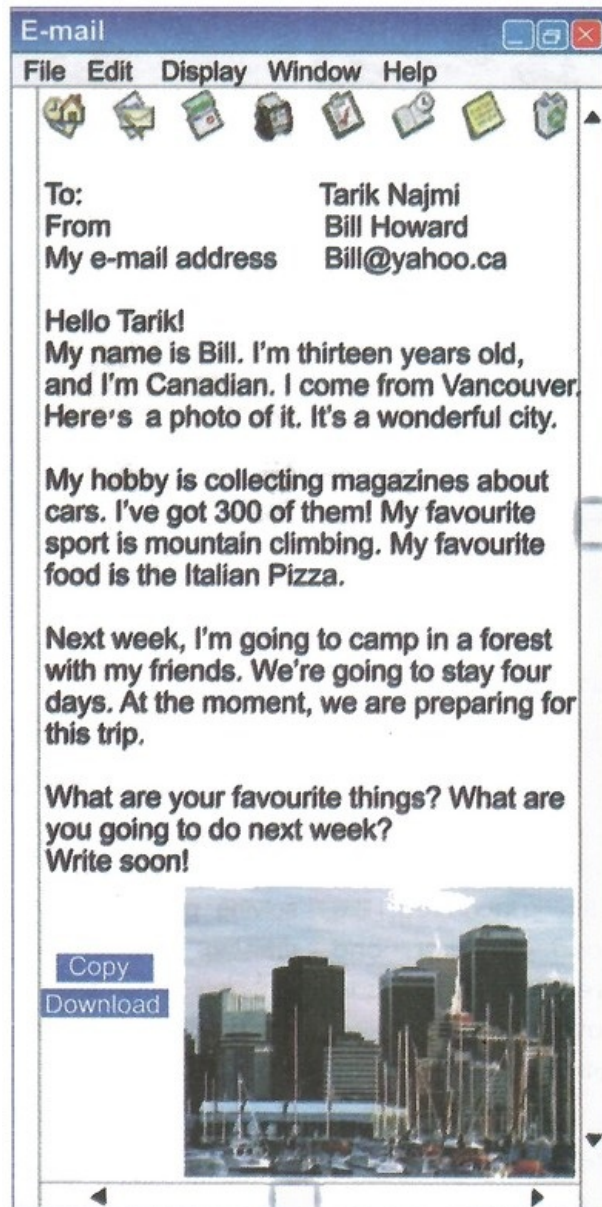 E-mail
File Edit Display Window Help
To: Tarik Najmi
From Bill Howard
My e-mail address Bill@yahoo.ca
Hello Tarik!
My name is Bill. I'm thirteen years old,
and I'm Canadian. I come from Vancouver.
Here's a photo of it. It's a wonderful city.
My hobby is collecting magazines about
cars. I've got 300 of them! My favourite
sport is mountain climbing. My favourite
food is the Italian Pizza.
Next week, I'm going to camp in a forest
with my friends. We're going to stay four
days. At the moment, we are preparing for
this trip.
What are your favourite things? What are
you going to do next week?
Write soon!
Copy
Download